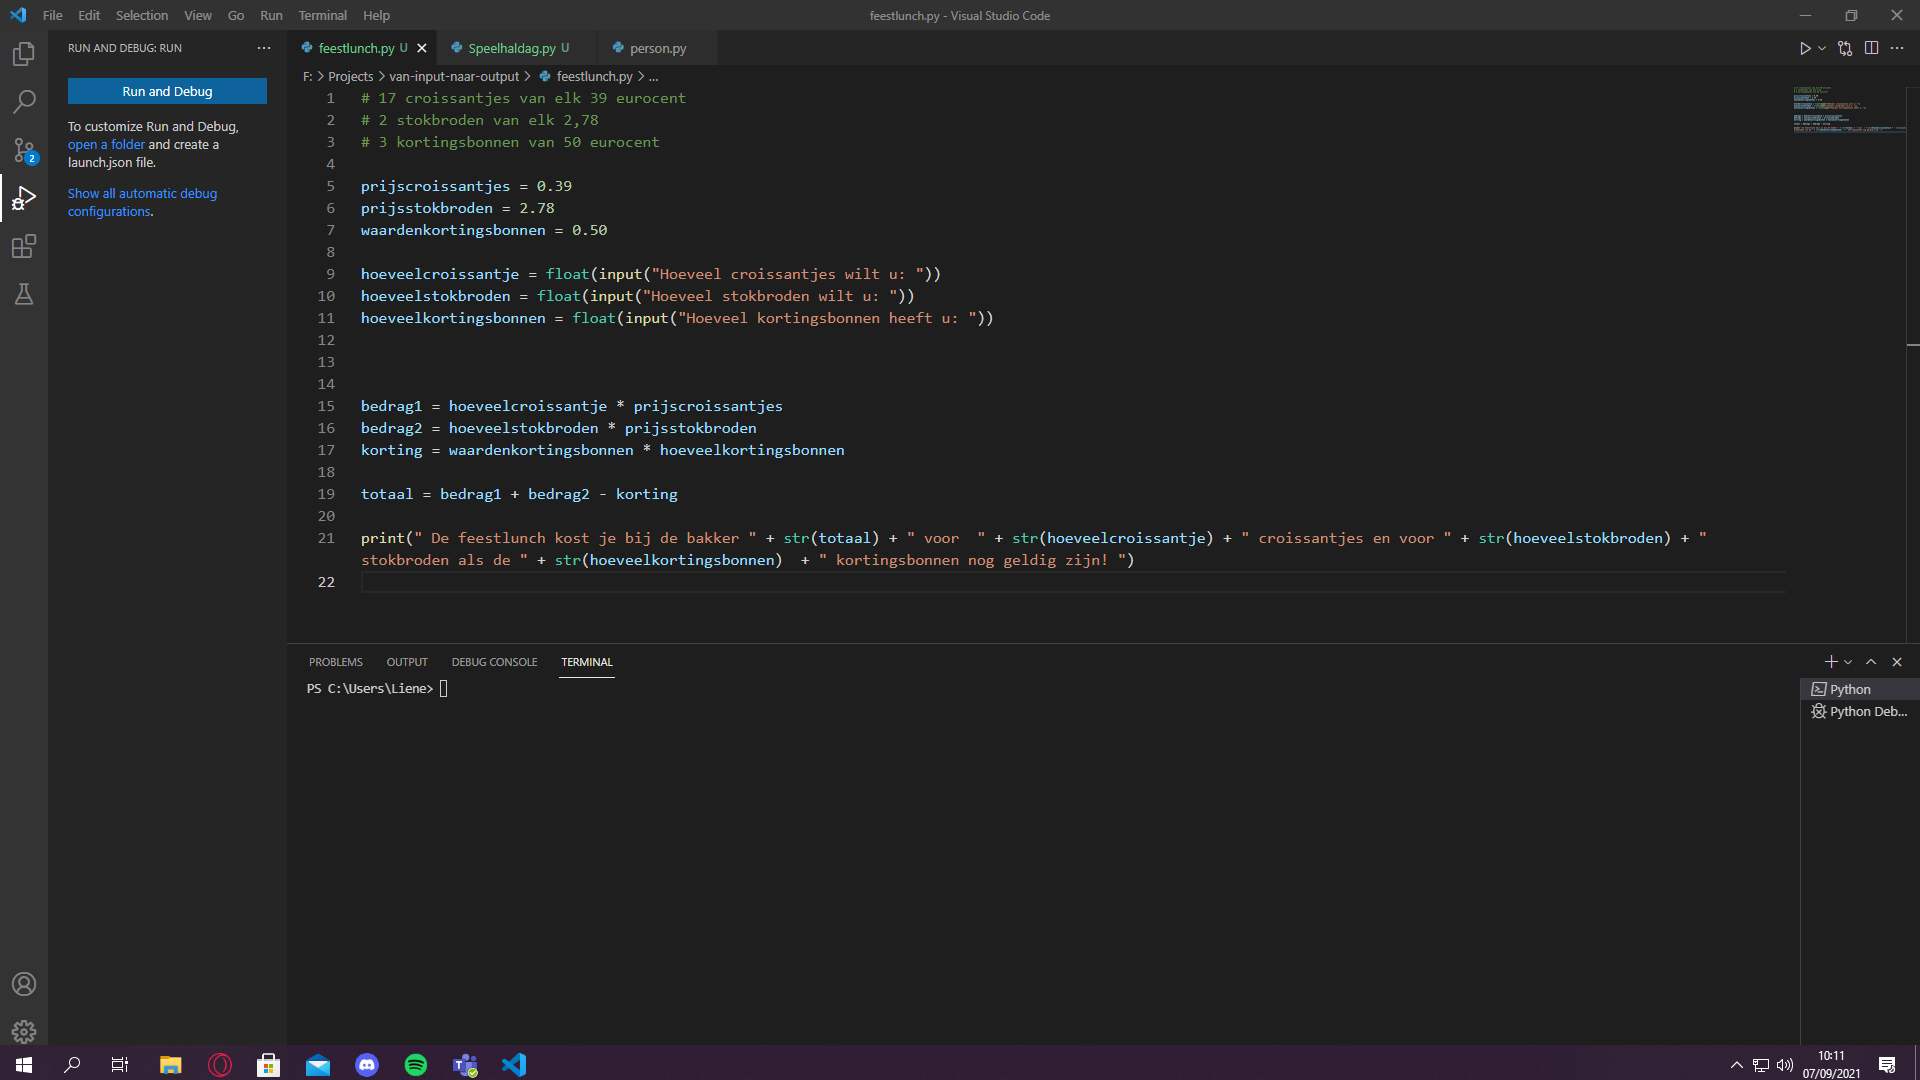 File Edit Selection View Go Run Terminal Help
feestlunch.py - Visual Studio Code
RUN AND DEBUG: RUN
Run and Debug
To customize Run and Debug,
open a folder and create a
launch.json file.
Show all automatic debug
configurations.
2
feestlunch.py U Speelhaldag.py U person.py
F: > Projects > van-input-naar-output > feestlunch.py > ...
1 # 17 croissantjes van elk 39 eurocent
2 # 2 stokbroden van elk 2,78
3 # 3 kortingsbonnen van 50 eurocent
4
5 prijscroissantjes = 0.39
6 prijsstokbroden = 2.78
7 waardenkortingsbonnen = 0.50
8
9 hoeveelcroissantje = float(input("Hoeveel croissantjes wilt u: "))
10 hoeveelstokbroden = float(input("Hoeveel stokbroden wilt u: "))
11 hoeveelkortingsbonnen = float(input("Hoeveel kortingsbonnen heeft u: "))
12
13
14
15 bedrag1 = hoeveelcroissantje * prijscroissantjes
16 bedrag2 = hoeveelstokbroden * prijsstokbroden
17 korting = waardenkortingsbonnen * hoeveelkortingsbonnen
18
19 totaal = bedrag1 + bedrag2 - korting
20
21 print(" De feestlunch kost je bij de bakker " + str(totaal) + " voor  " + str(hoeveelcroissantje) + " croissantjes en voor " + str(hoeveelstokbroden) + "
stokbroden als de " + str(hoeveelkortingsbonnen)  + " kortingsbonnen nog geldig zijn! ")
22
PROBLEMS OUTPUT DEBUG CONSOLE TERMINAL
PS C:\Users\Liene>
Python
Python Deb...
10:11
07/09/2021